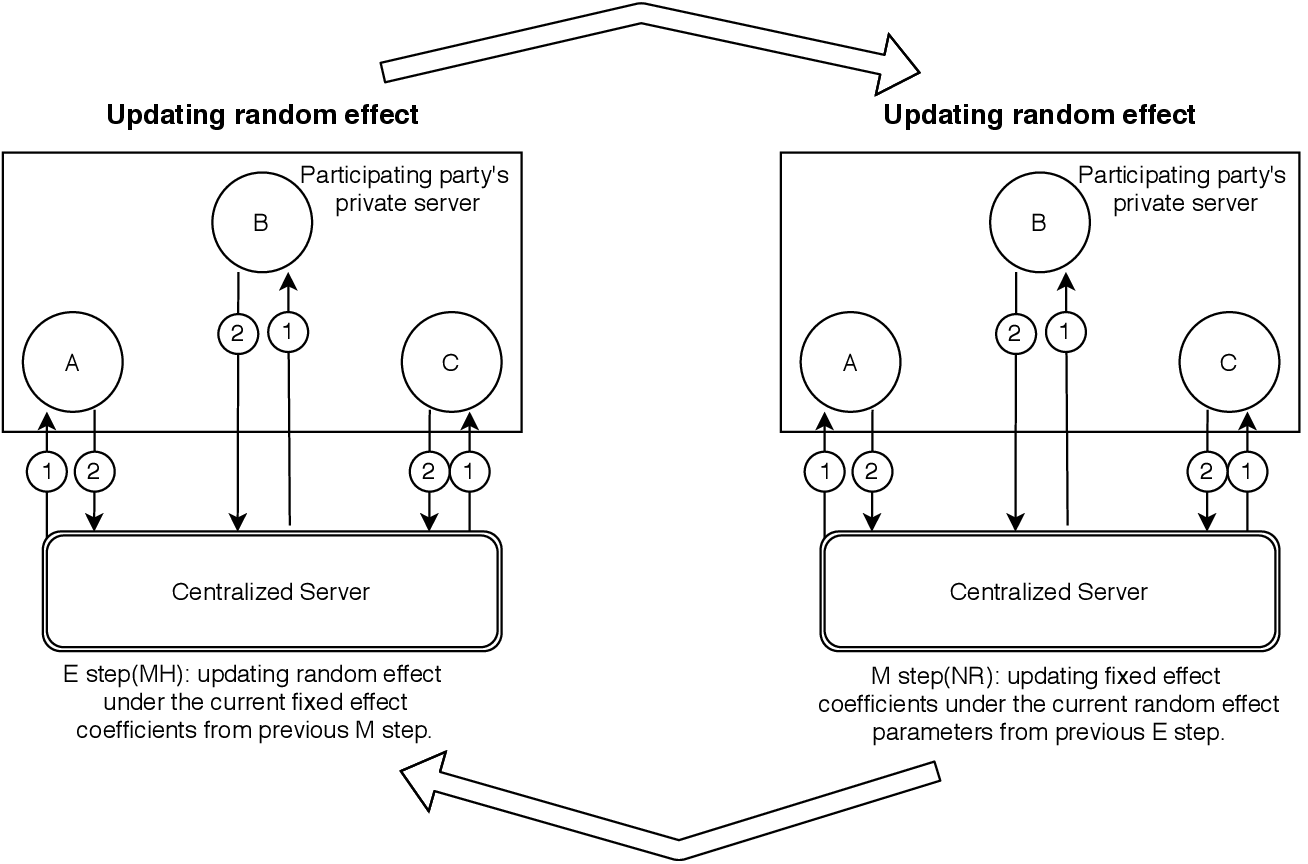 Updating random effect
Participating party's
private server
B
2
1
A
C
1
2
2
1
Centralized Server
E step(MH): updating random effect
under the current fixed effect
coefficients from previous M step.
Updating random effect
Participating party's
private server
B
2
1
A
C
1
2
2
1
Centralized Server
M step(NR): updating fixed effect
coefficients under the current random effect
parameters from previous E step.